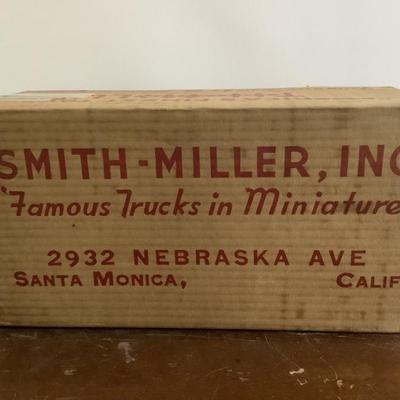 SMITH-MILLER, INC
"Famous Trucks in Miniature
2932 NEBRASKA AVE
SANTA MONICA, CALIF